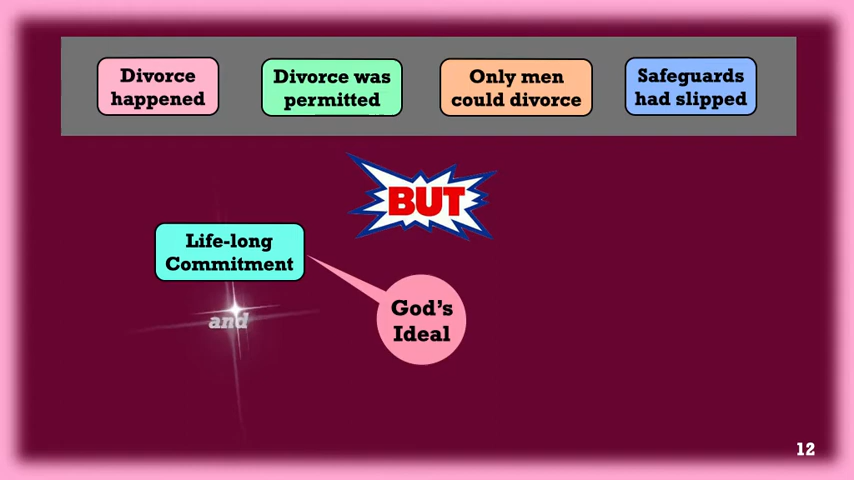 Divorce
happened
Divorce was
permitted
Only men
could divorce
Safeguards
had slipped
BUT
Life-long
Commitment
and
God's
Ideal
12